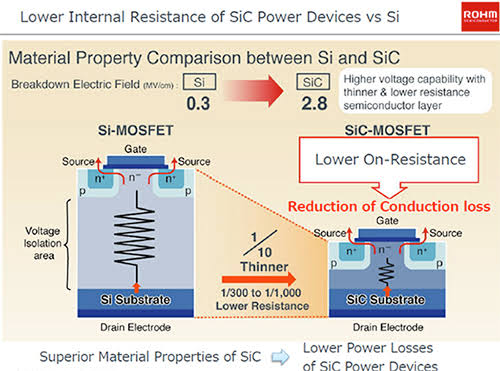 Lower Internal Resistance of SiC Power Devices vs Si
ROHM
SEMICONDUCTOR
Material Property Comparison between Si and SiC
Breakdown Electric Field (MV/cm) :
Si
0.3
SiC
2.8
Higher voltage capability with
thinner & lower resistance
semiconductor layer
Si-MOSFET
SiC-MOSFET
Lower On-Resistance
Reduction of Conduction loss
Gate
Source
Source
n+
n-
n+
p
p
Voltage
Isolation
area
Si Substrate
Drain Electrode
1
10
Thinner
1/300 to 1/1,000
Lower Resistance
Gate
Source
Source
n+
n-
n+
p
p
SiC Substrate
Drain Electrode
Superior Material Properties of SiC
Lower Power Losses
of SiC Power Devices